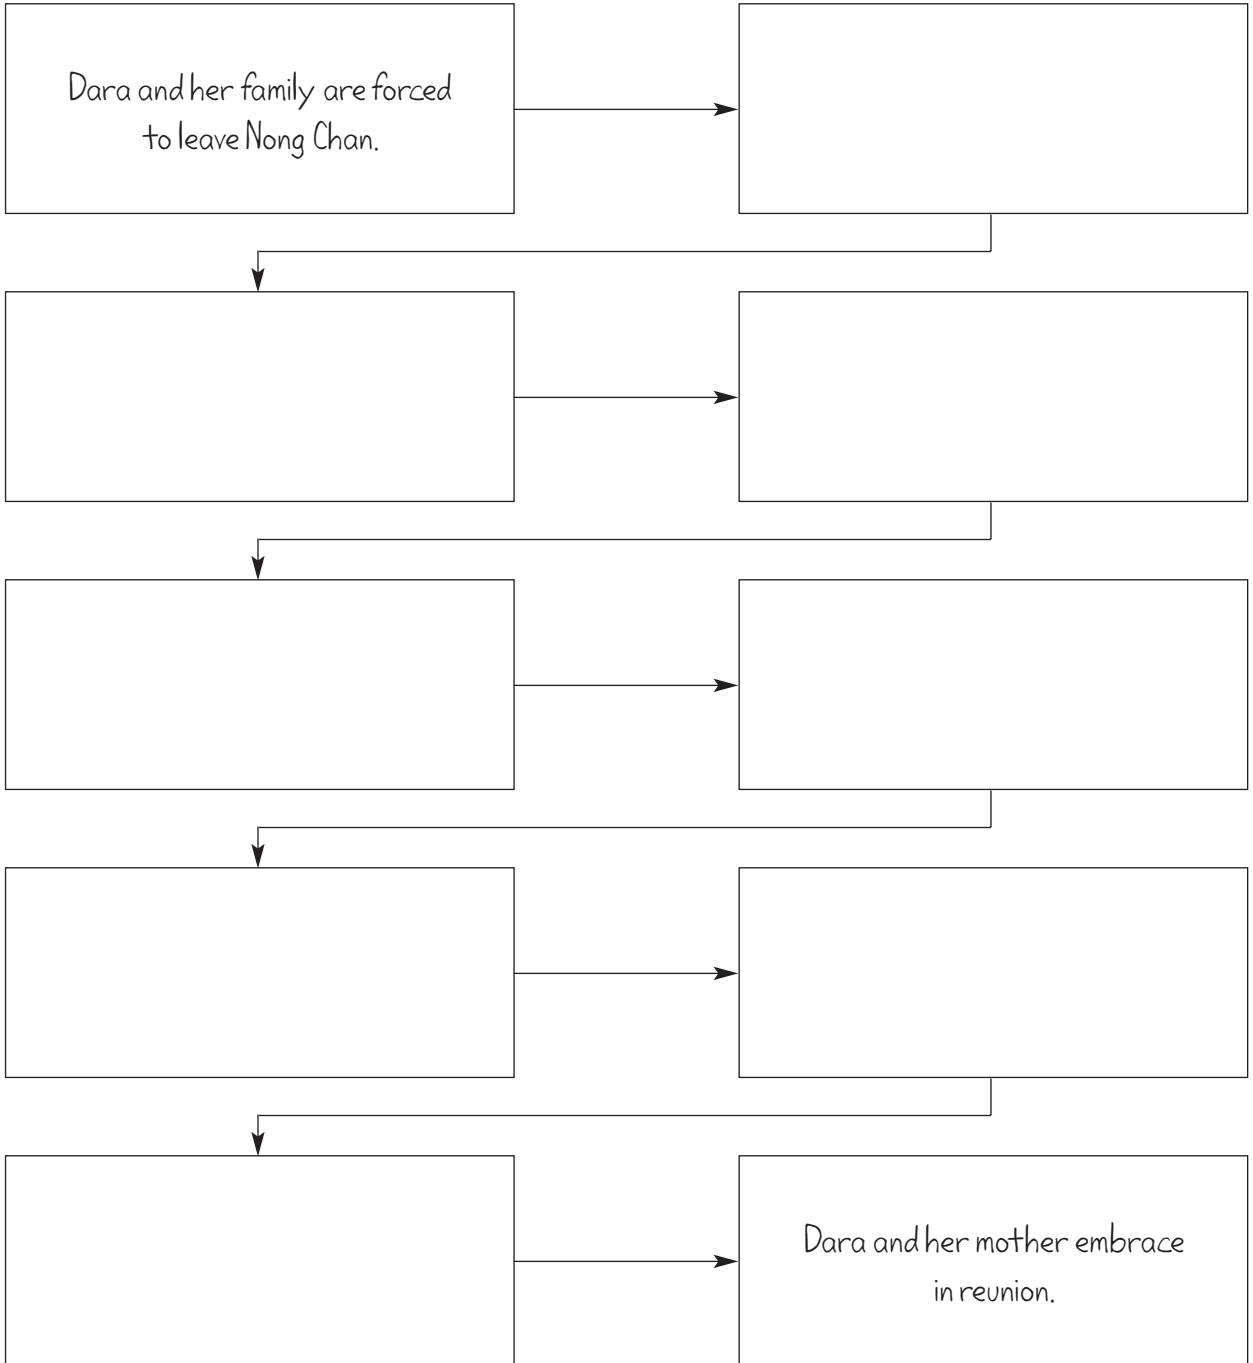 Dara and her family are forced
to leave Nong Chan.
Dara and her mother embrace
in reunion.